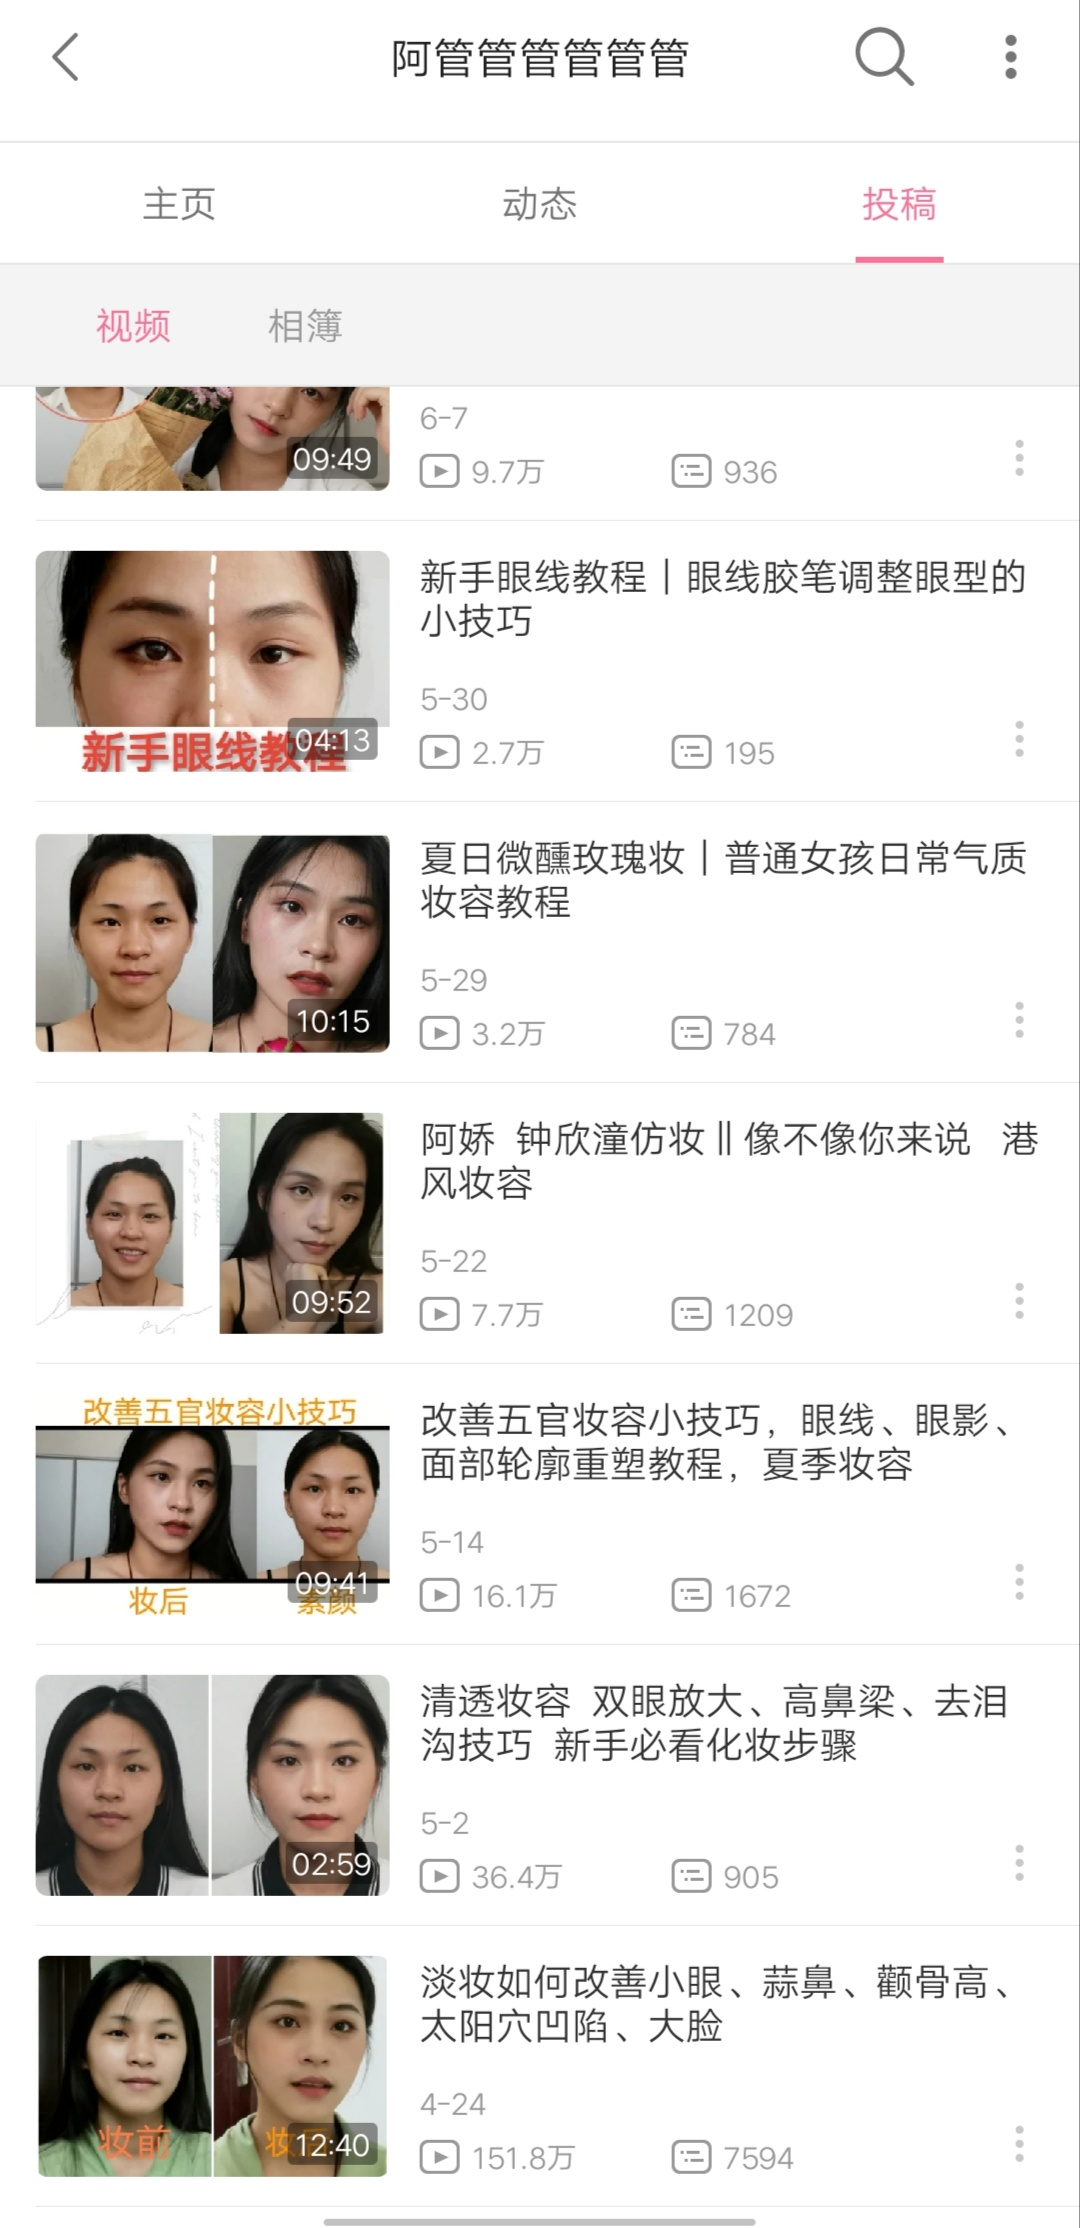 阿管管管管管管
主页
动态
投稿
视频
相簿
09:49
6-7
9.7万
936
新手眼线教程
04:13
新手眼线教程｜眼线胶笔调整眼型的
小技巧
5-30
2.7万
195
10:15
夏日微醺玫瑰妆｜普通女孩日常气质
妆容教程
5-29
3.2万
784
09:52
阿娇 钟欣潼仿妆‖像不像你来说 港
风妆容
5-22
7.7万
1209
改善五官妆容小技巧
09:41
妆后
素颜
改善五官妆容小技巧，眼线、眼影、
面部轮廓重塑教程，夏季妆容
5-14
16.1万
1672
02:59
清透妆容 双眼放大、高鼻梁、去泪
沟技巧 新手必看化妆步骤
5-2
36.4万
905
妆前
妆
12:40
淡妆如何改善小眼、蒜鼻、颧骨高、
太阳穴凹陷、大脸
4-24
151.8万
7594